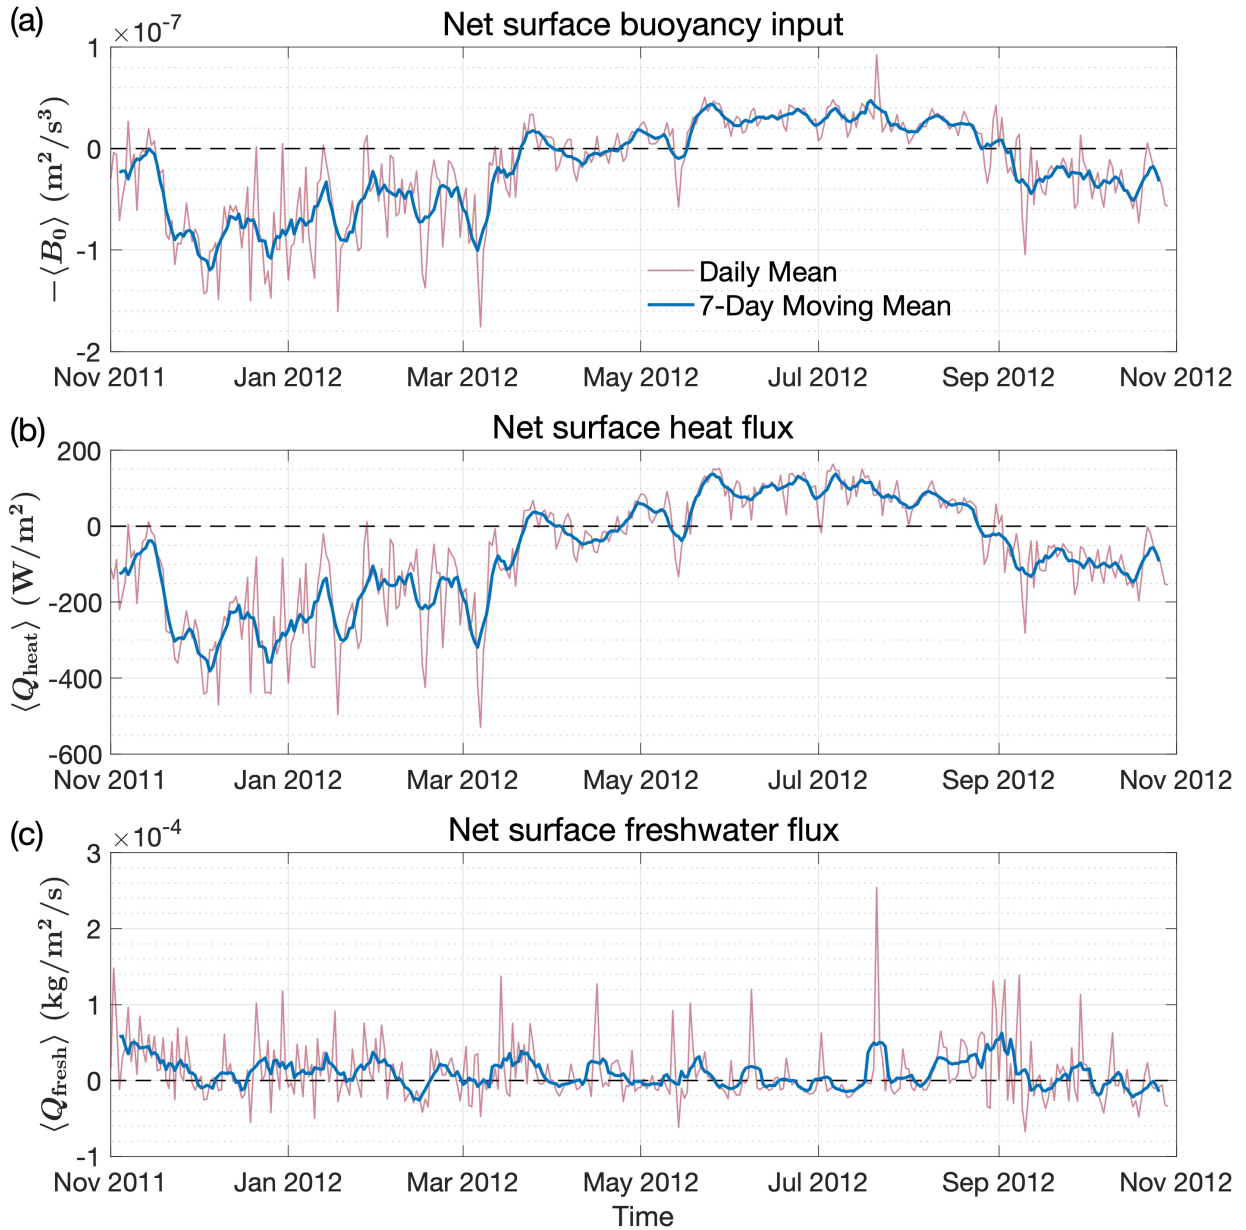 (a)
×10⁻⁷
Net surface buoyancy input
1
0
-1
-2
−⟨B₀⟩ (m²/s³)
Daily Mean
7-Day Moving Mean
Nov 2011 Jan 2012 Mar 2012 May 2012 Jul 2012 Sep 2012 Nov 2012
(b)
Net surface heat flux
200
0
-200
-400
-600
⟨Q_heat⟩ (W/m²)
Nov 2011 Jan 2012 Mar 2012 May 2012 Jul 2012 Sep 2012 Nov 2012
(c)
×10⁻⁴
Net surface freshwater flux
3
2
1
0
-1
⟨Q_fresh⟩ (kg/m²/s)
Nov 2011 Jan 2012 Mar 2012 May 2012 Jul 2012 Sep 2012 Nov 2012
Time